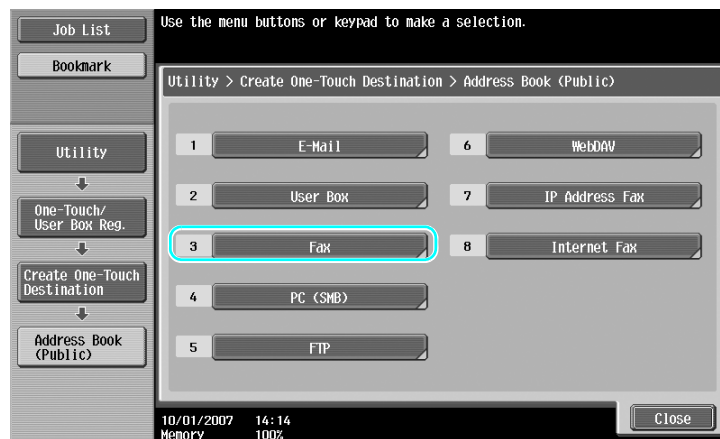 Job List
Bookmark
Use the menu buttons or keypad to make a selection.
Utility > Create One-Touch Destination > Address Book (Public)
Utility
One-Touch/
User Box Reg.
Create One-Touch
Destination
Address Book
(Public)
1 E-Mail
2 User Box
3 Fax
4 PC (SMB)
5 FTP
6 WebDAV
7 IP Address Fax
8 Internet Fax
10/01/2007 14:14
Memory 100%
Close